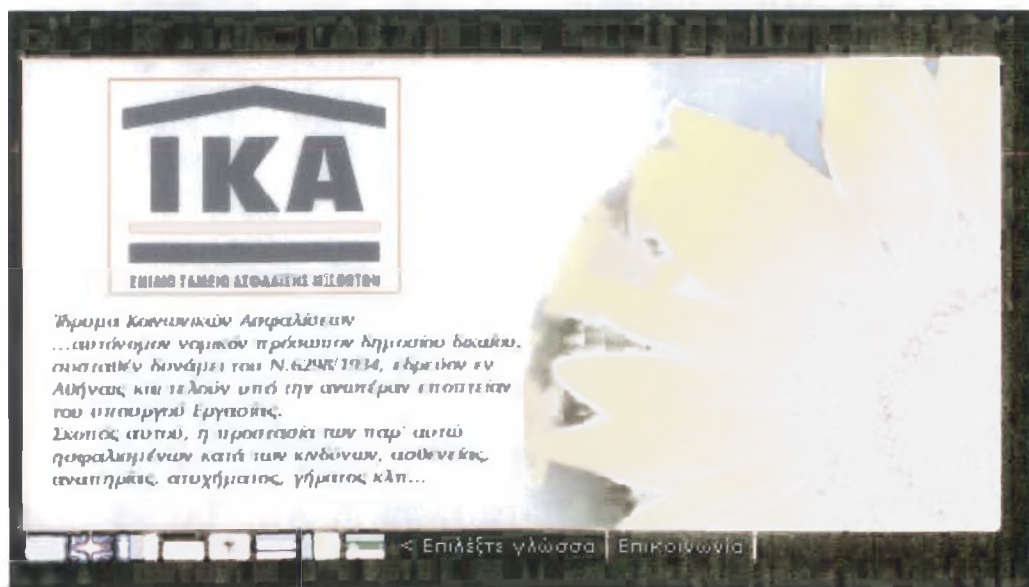 ΙΚΑ
ΕΝΙΑΙΟ ΤΑΜΕΙΟ ΑΣΦΑΛΙΣΗΣ ΜΙΣΘΩΤΩΝ
Ίδρυμα Κοινωνικών Ασφαλίσεων
...αυτόνομον νομικόν πρόσωπον δημοσίου δικαίου,
συσταθέν δυνάμει του Ν.6298/1934, εδρεύον εν
Αθήναις και τελούν υπό την ανωτέραν εποπτείαν
του υπουργού Εργασίας.
Σκοπός αυτού, η προστασία των παρ' αυτώ
ησφαλισμένων κατά των κινδύνων, ασθενείας,
αναπηρίας, ατυχήματος, γήρατος κλπ...
< Επιλέξτε γλώσσα | Επικοινωνία |